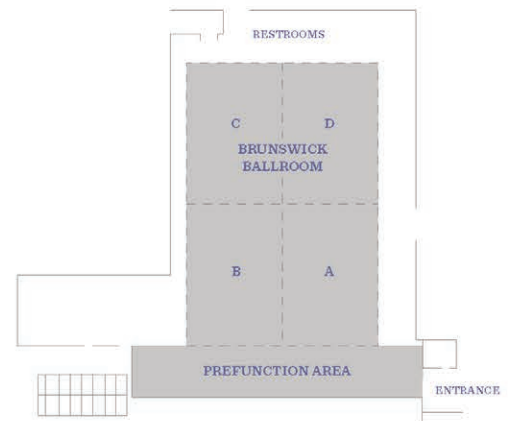 RESTROOMS
C
D
BRUNSWICK
BALLROOM
B
A
PREFUNCTION AREA
ENTRANCE